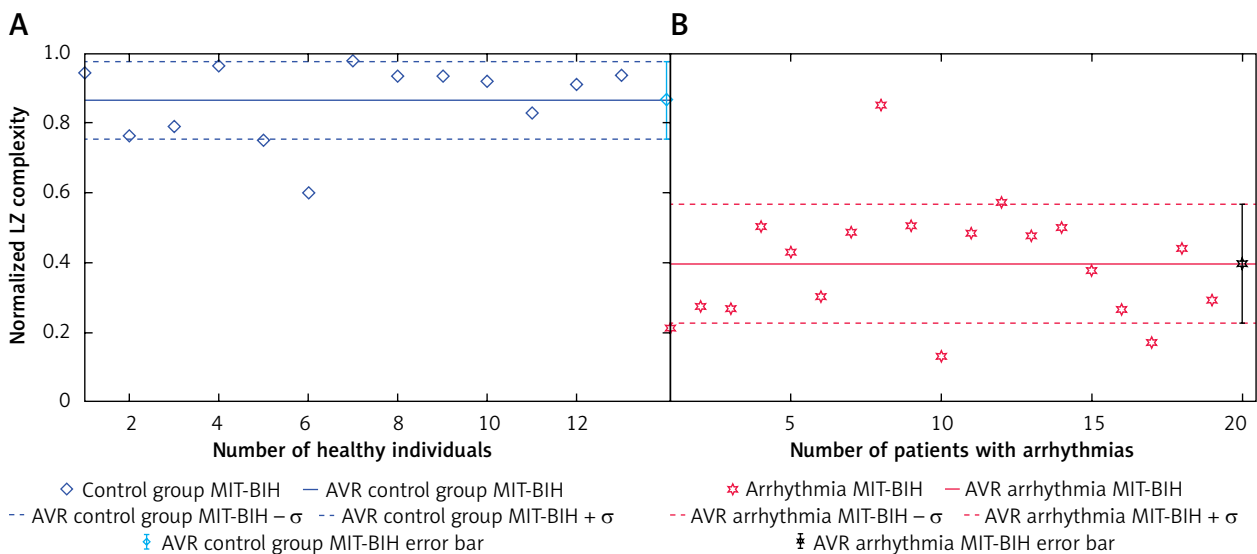 A
B
Normalized LZ complexity
1.0
0.8
0.6
0.4
0.2
0
2 4 6 8 10 12
5 10 15 20
Number of healthy individuals
Number of patients with arrhythmias
Control group MIT-BIH AVR control group MIT-BIH
AVR control group MIT-BIH – σ AVR control group MIT-BIH + σ
AVR control group MIT-BIH error bar
Arrhythmia MIT-BIH AVR arrhythmia MIT-BIH
AVR arrhythmia MIT-BIH – σ AVR arrhythmia MIT-BIH + σ
AVR arrhythmia MIT-BIH error bar